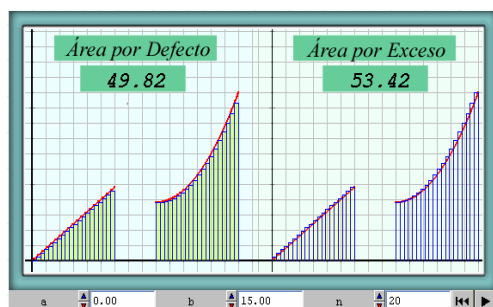 Área por Defecto
49.82
Área por Exceso
53.42
a 0.00 b 15.00 n 20